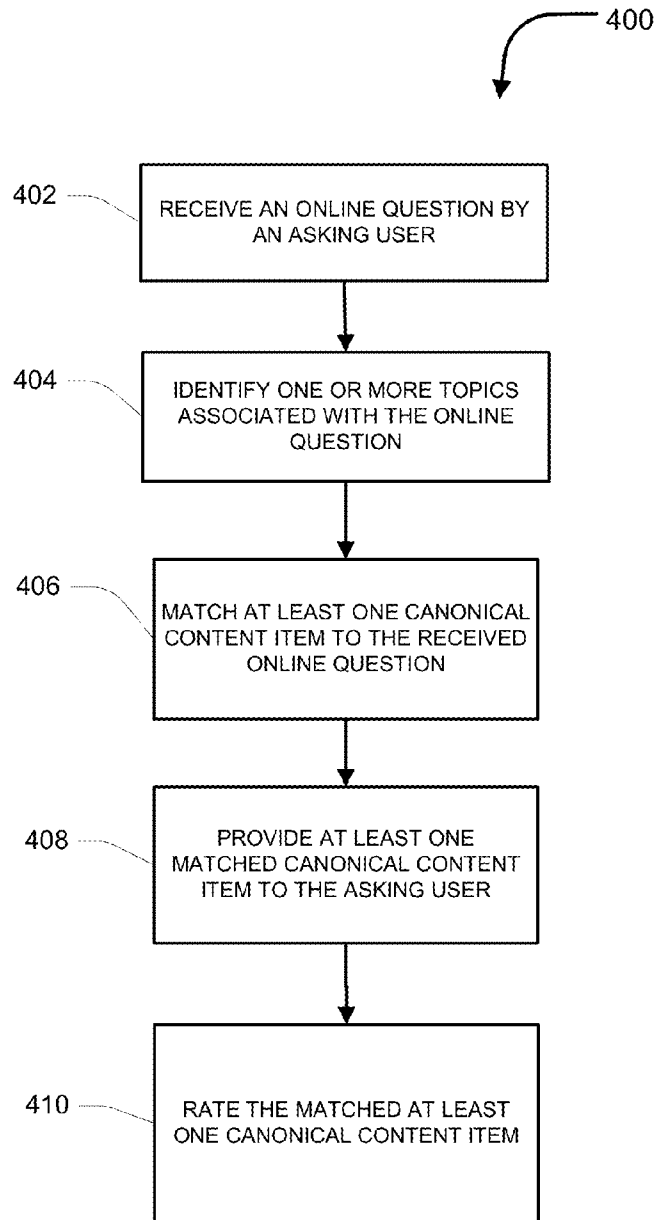 400
402
RECEIVE AN ONLINE QUESTION BY
AN ASKING USER
404
IDENTIFY ONE OR MORE TOPICS
ASSOCIATED WITH THE ONLINE
QUESTION
406
MATCH AT LEAST ONE CANONICAL
CONTENT ITEM TO THE RECEIVED
ONLINE QUESTION
408
PROVIDE AT LEAST ONE
MATCHED CANONICAL CONTENT
ITEM TO THE ASKING USER
410
RATE THE MATCHED AT LEAST
ONE CANONICAL CONTENT ITEM